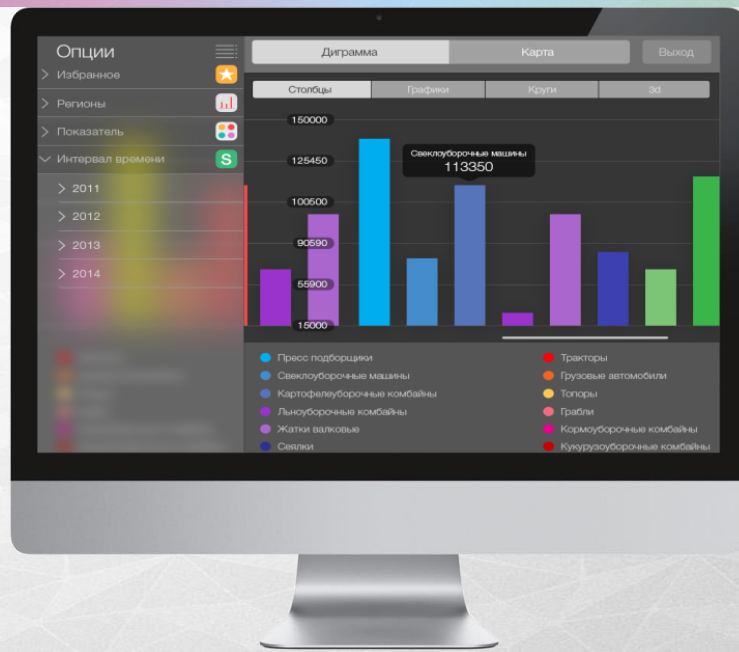 Опции
Избранное
Регионы
Показатель
Интервал времени
S
2011
2012
2013
2014
Диграмма
Карта
Выход
Столбцы
Графики
Круги
3d
150000
125450
100500
90590
55900
15000
Свеклоуборочные машины
113350
Пресс подборщики
Свеклоуборочные машины
Картофелеуборочные комбайны
Льноуборочные комбайны
Жатки валковые
Сеялки
Тракторы
Грузовые автомобили
Топоры
Грабли
Кормоуборочные комбайны
Кукурузоуборочные комбайны